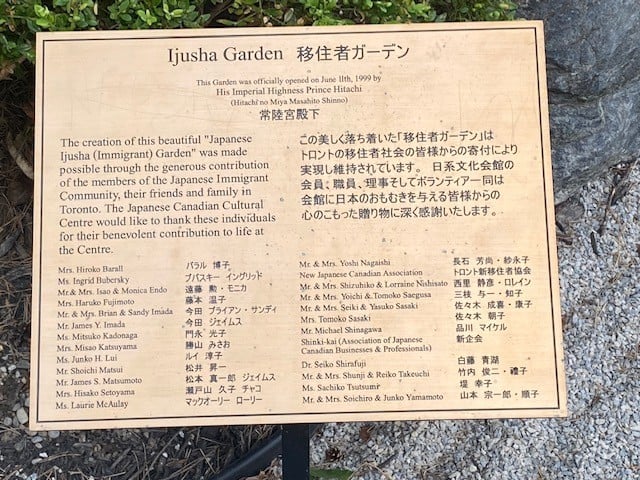 Ijusha Garden 移住者ガーデン
This Garden was officially opened on June 11th, 1999 by
His Imperial Highness Prince Hitachi
(Hitachi no Miya Masahito Shinno)
常陸宮殿下
The creation of this beautiful "Japanese
Ijusha (Immigrant) Garden" was made
possible through the generous contribution
of the members of the Japanese Immigrant
Community, their friends and family in
Toronto. The Japanese Canadian Cultural
Centre would like to thank these individuals
for their benevolent contribution to life at
the Centre.
この美しく落ち着いた「移住者ガーデン」は
トロントの移住者社会の皆様からの寄付により
実現し維持されています。 日系文化会館の
会員、職員、理事そしてボランティアー同は
会館に日本のおもむきを与える皆様からの
心のこもった贈り物に深く感謝いたします。
Mrs. Hiroko Barall バラル 博子
Ms. Ingrid Bubersky ブバスキー イングリッド
Mr.& Mrs. Isao & Monica Endo 遠藤 勲・モニカ
Mrs. Haruko Fujimoto 藤本 温子
Mr. & Mrs. Brian & Sandy Imada 今田 ブライアン・サンディ
Mr. James Y. Imada 今田 ジェイムス
Ms. Mitsuko Kadonaga 門永 光子
Mrs. Misao Katsuyama 勝山 みさお
Ms. Junko H. Lui ルイ 淳子
Mr. Shoichi Matsui 松井 昇一
Mr. James S. Matsumoto 松本 真一郎 ジェイムス
Mrs. Hisako Setoyama 瀬戸山 久子 チャコ
Ms. Laurie McAulay マックオーリー ローリー
Mr. & Mrs. Yoshi Nagaishi 長石 芳尚・紗永子
New Japanese Canadian Association トロント新移住者協会
Mr. & Mrs. Shizuhiko & Lorraine Nishisato 西里 静彦・ロレイン
Mr. & Mrs. Yoichi & Tomoko Saegusa 三枝 与一・知子
Mr. & Mrs. Seiki & Yasuko Sasaki 佐々木 成喜・康子
Mrs. Tomoko Sasaki 佐々木 朝子
Mr. Michael Shinagawa 品川 マイケル
Shinki-kai (Association of Japanese 新企会
Canadian Businesses & Professionals)
Dr. Seiko Shirafuji 白藤 青湖
Mr. & Mrs. Shunji & Reiko Takeuchi 竹内 俊二・禮子
Ms. Sachiko Tsutsumi 堤 幸子
Mr. & Mrs. Soichiro & Junko Yamamoto 山本 宗一郎・順子